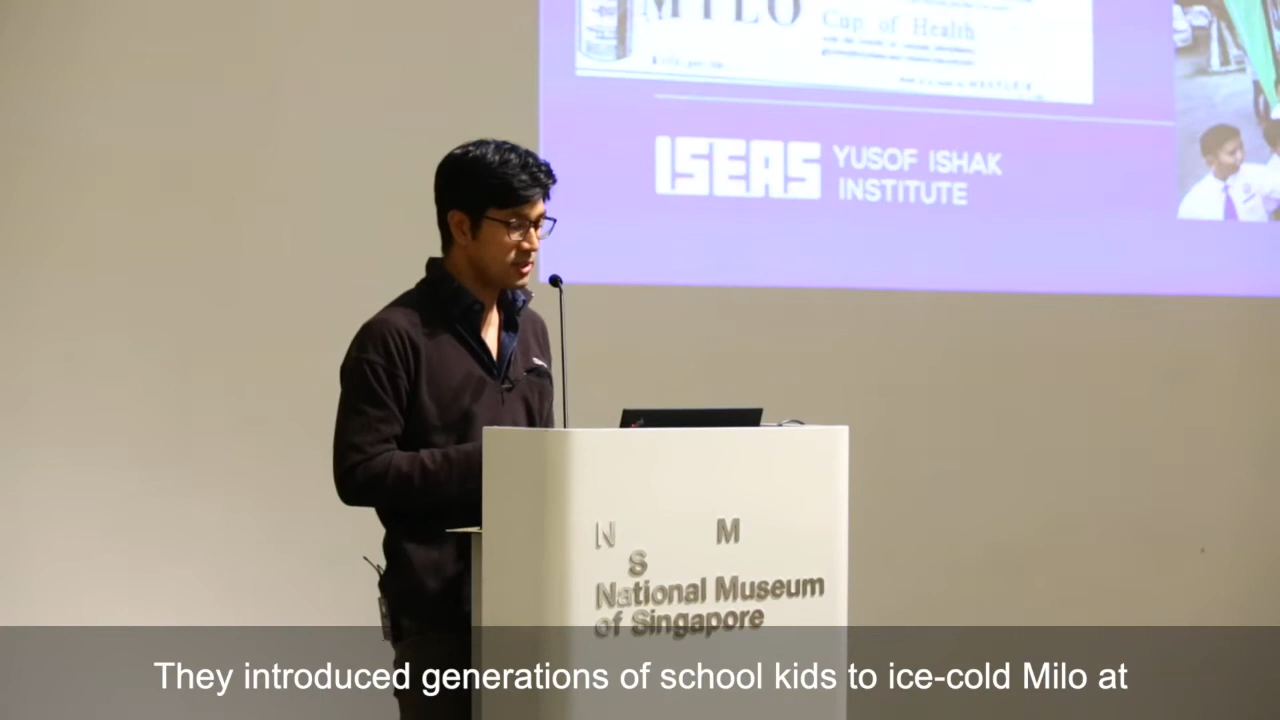 MILO
Cup of Health
ISEAS YUSOF ISHAK
INSTITUTE
N M
S
National Museum
of Singapore
They introduced generations of school kids to ice-cold Milo at